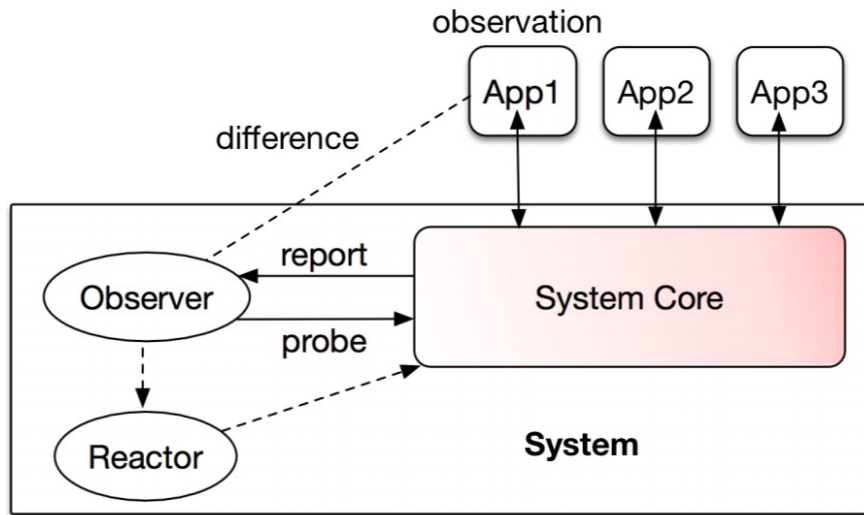 observation
App1
App2
App3
difference
report
Observer
System Core
probe
Reactor
System